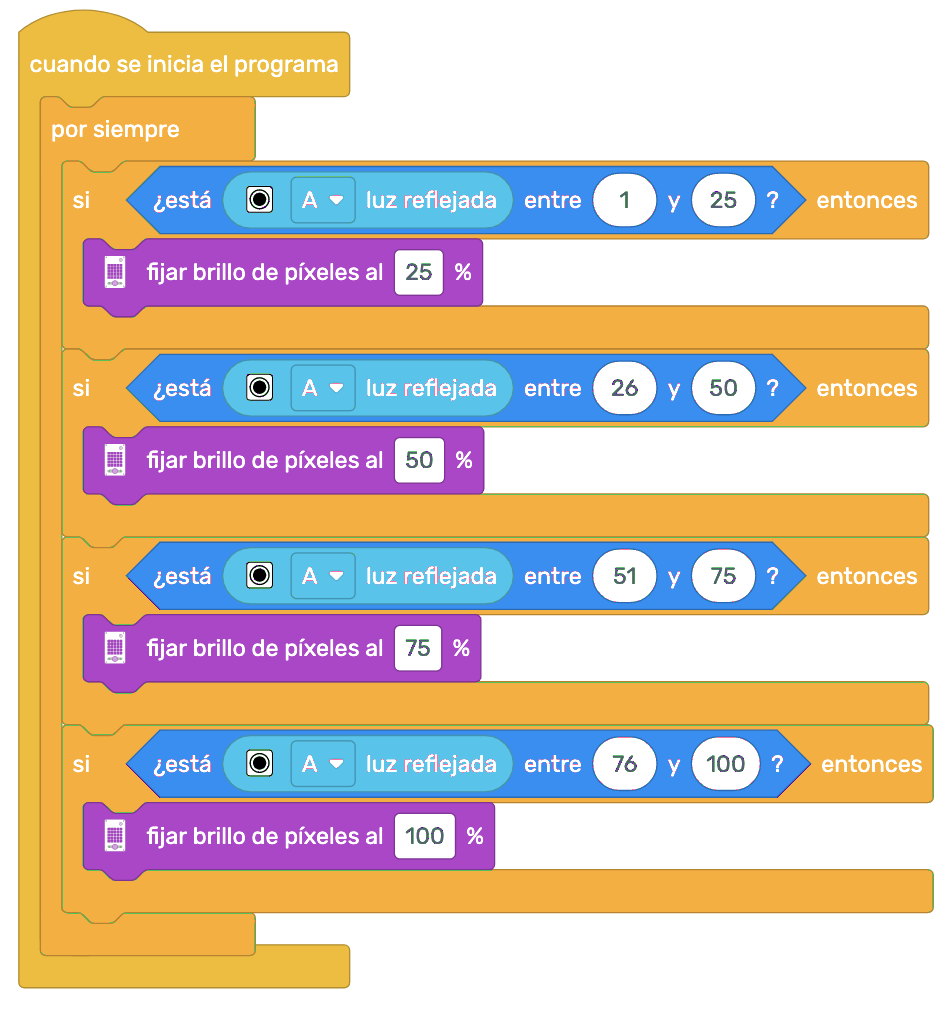 cuando se inicia el programa
por siempre
si ¿está A luz reflejada entre 1 y 25 ? entonces
fijar brillo de píxeles al 25 %
si ¿está A luz reflejada entre 26 y 50 ? entonces
fijar brillo de píxeles al 50 %
si ¿está A luz reflejada entre 51 y 75 ? entonces
fijar brillo de píxeles al 75 %
si ¿está A luz reflejada entre 76 y 100 ? entonces
fijar brillo de píxeles al 100 %